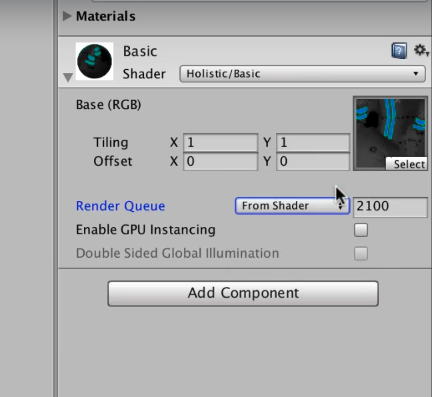 Materials
Basic
Shader Holistic/Basic
Base (RGB)
Tiling X 1 Y 1
Offset X 0 Y 0
Select
Render Queue From Shader 2100
Enable GPU Instancing
Double Sided Global Illumination
Add Component